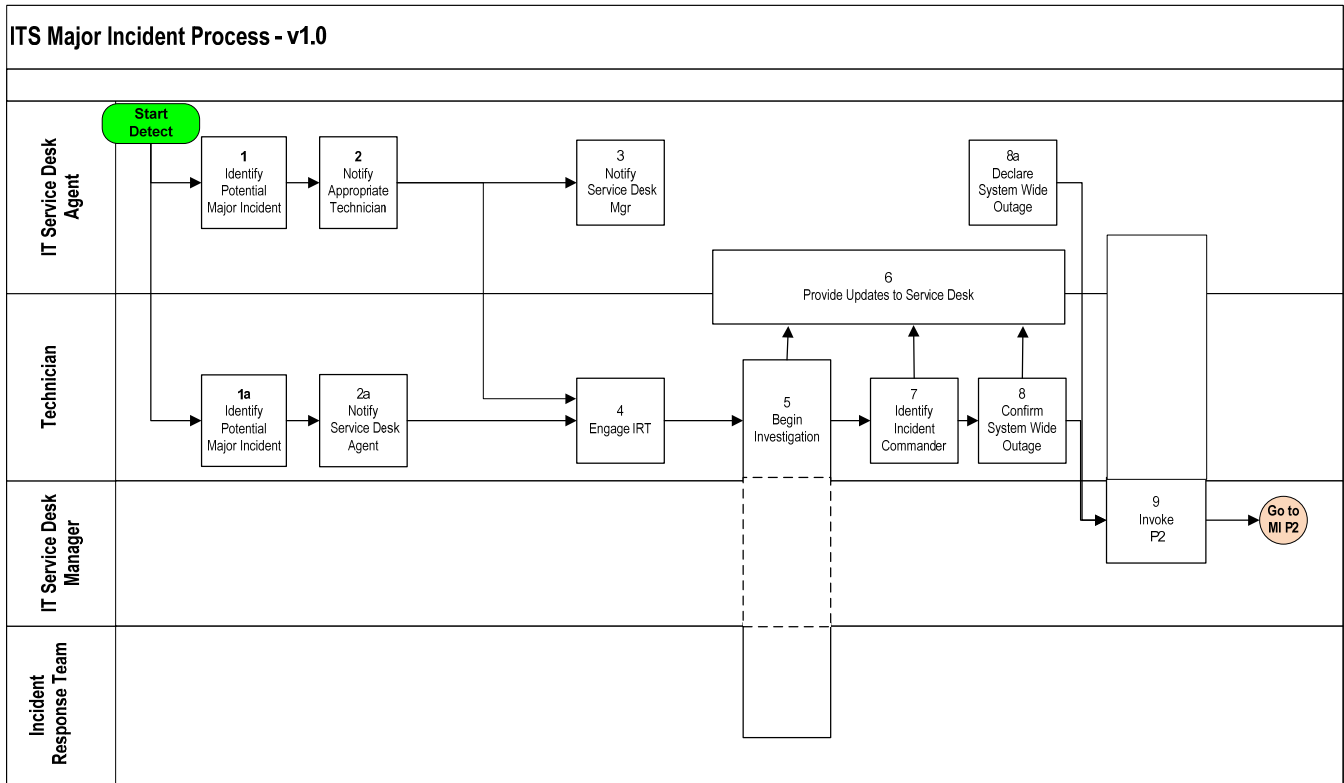 ITS Major Incident Process - v1.0
IT Service Desk
Agent
Start
Detect
1
Identify
Potential
Major Incident
2
Notify
Appropriate
Technician
3
Notify
Service Desk
Mgr
8a
Declare
System Wide
Outage
6
Provide Updates to Service Desk
Technician
1a
Identify
Potential
Major Incident
2a
Notify
Service Desk
Agent
4
Engage IRT
5
Begin
Investigation
7
Identify
Incident
Commander
8
Confirm
System Wide
Outage
IT Service Desk
Manager
9
Invoke
P2
Go to
MI P2
Incident
Response Team